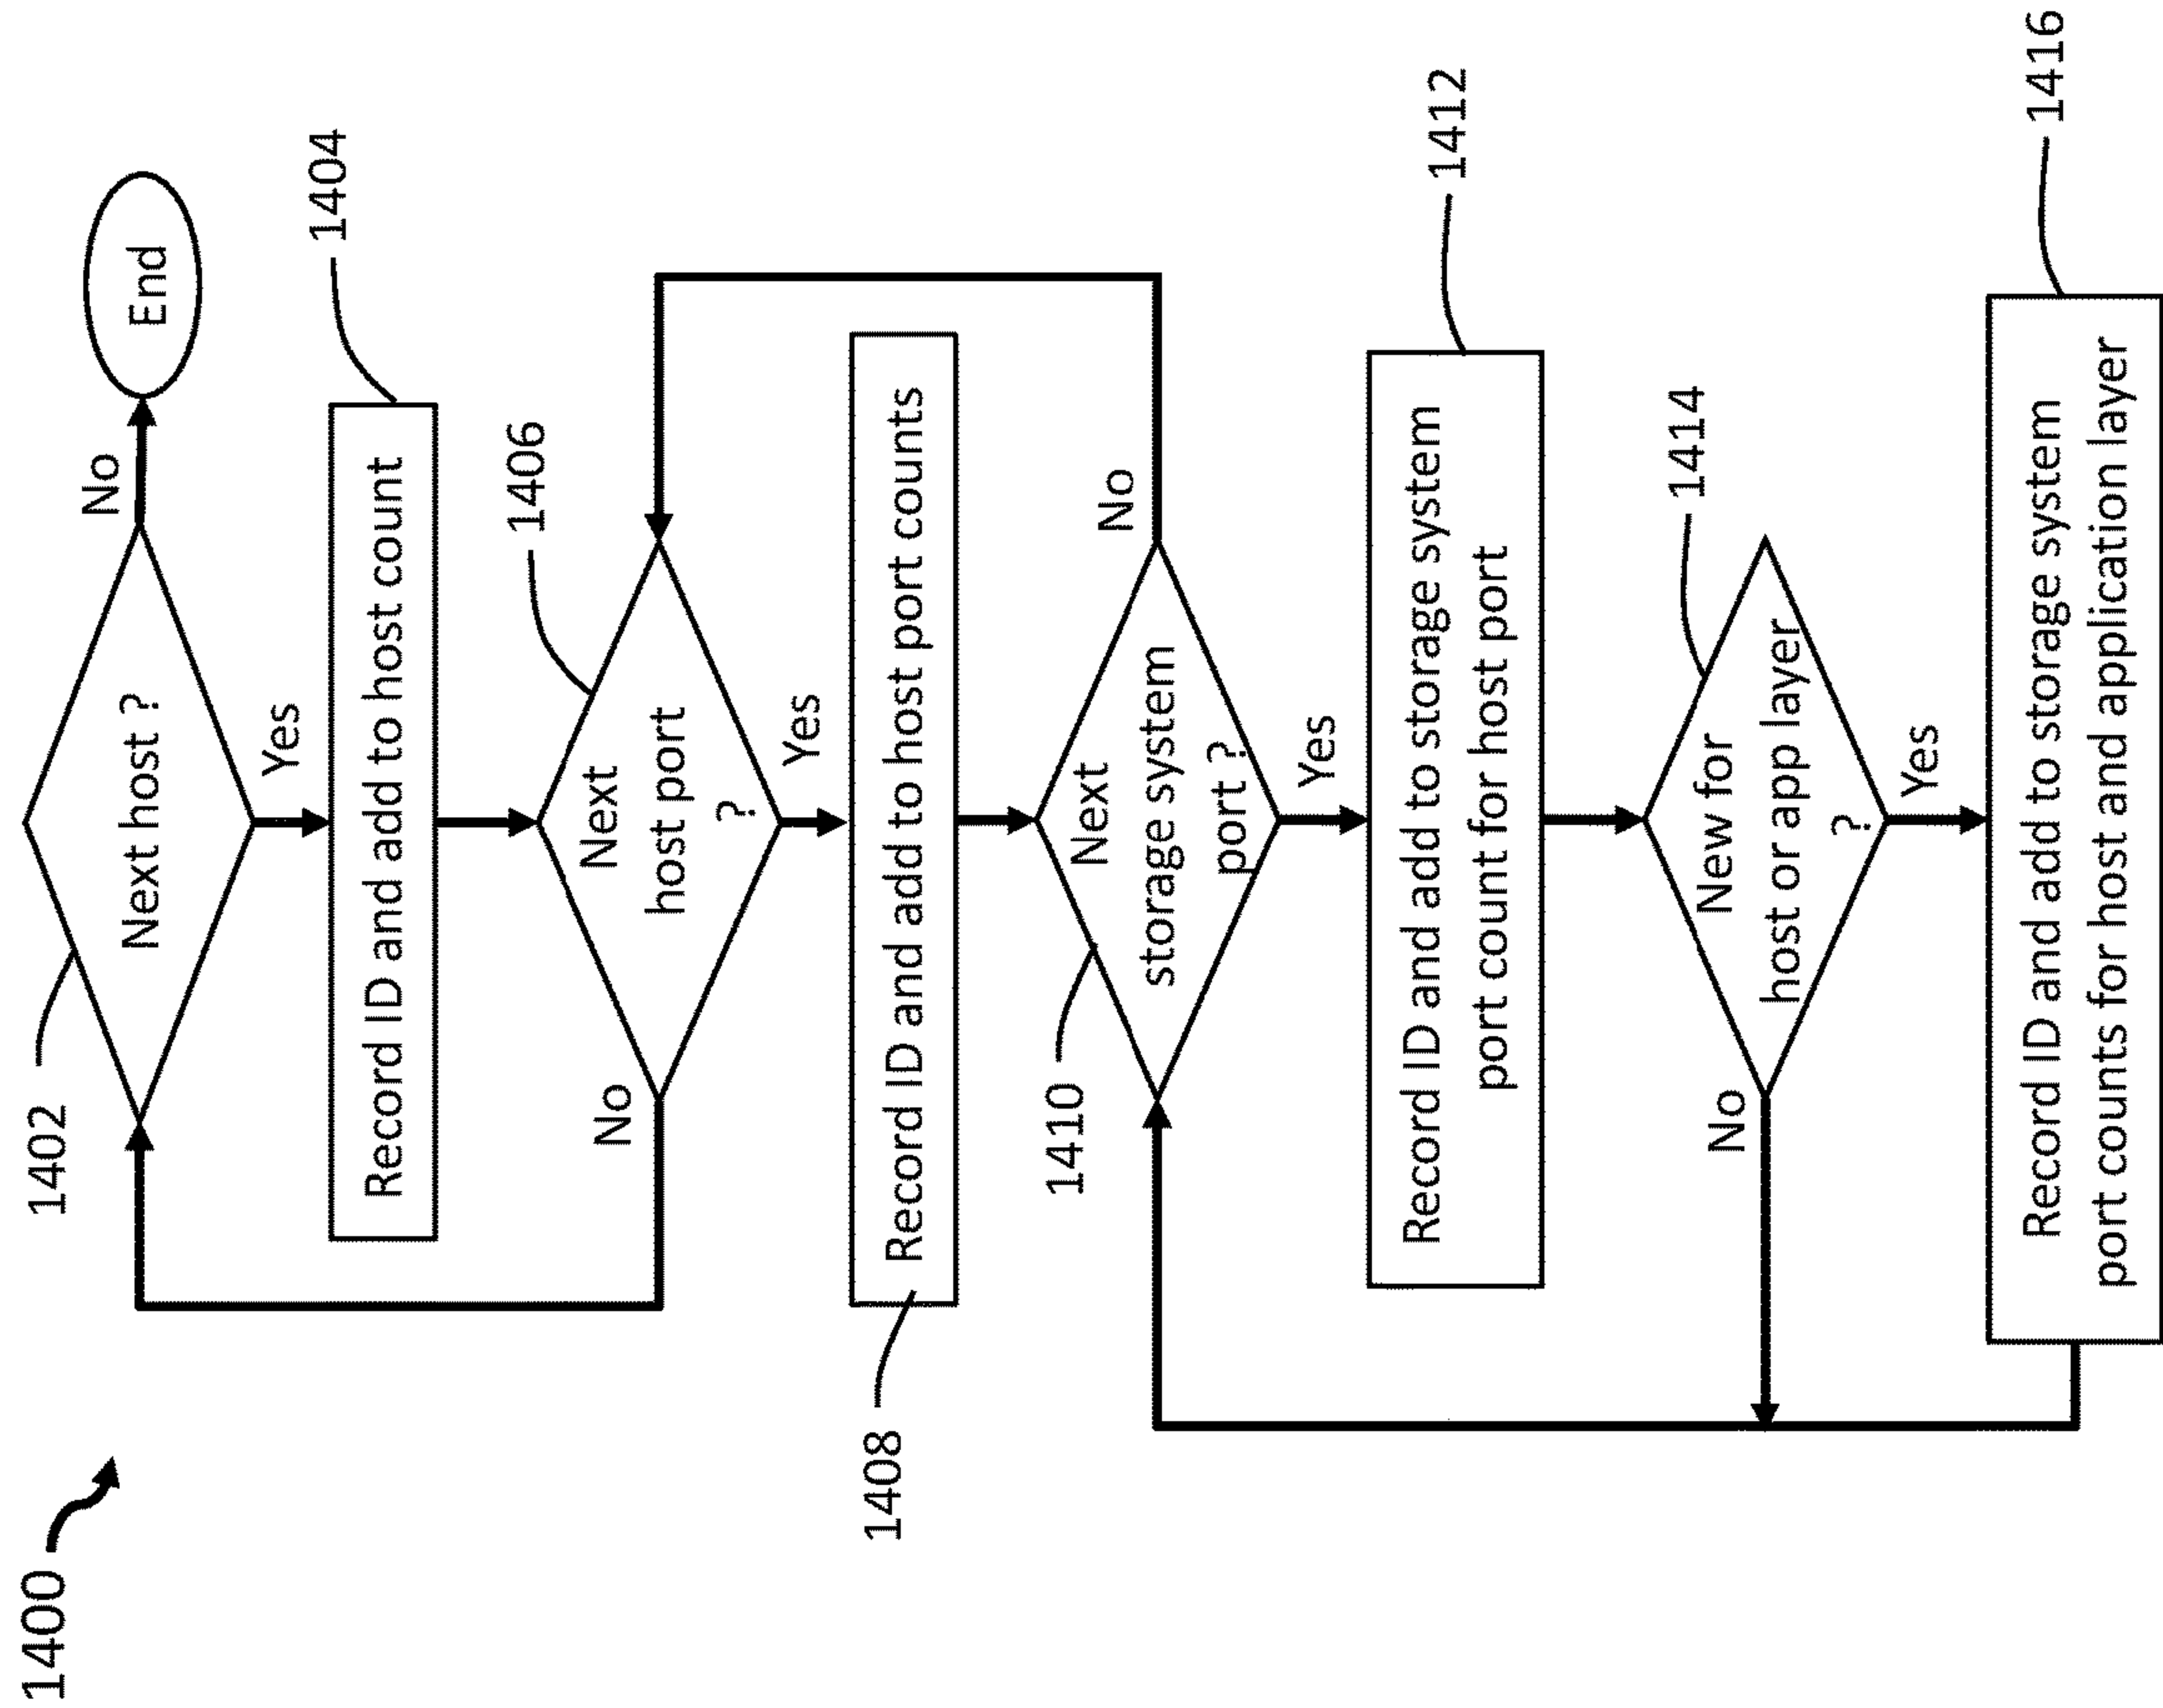 1400
1402
Next host ?
No
End
Yes
1404
Record ID and add to host count
1406
Next
host port
?
No
Yes
1408
Record ID and add to host port counts
1410
Next
storage system
port ?
No
Yes
1412
Record ID and add to storage system
port count for host port
1414
New for
host or app layer
?
No
Yes
1416
Record ID and add to storage system
port counts for host and application layer